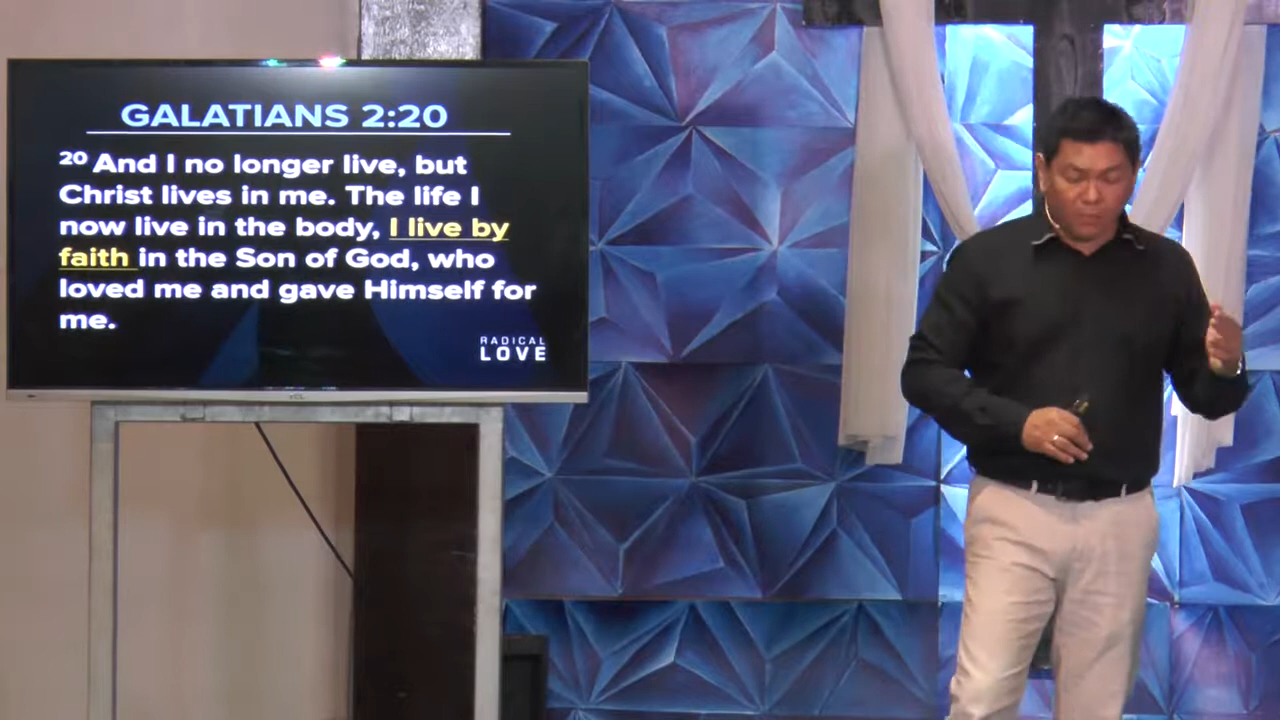 GALATIANS 2:20
20 And I no longer live, but
Christ lives in me. The life I
now live in the body, I live by
faith in the Son of God, who
loved me and gave Himself for
me.
RADICAL
LOVE
TCL